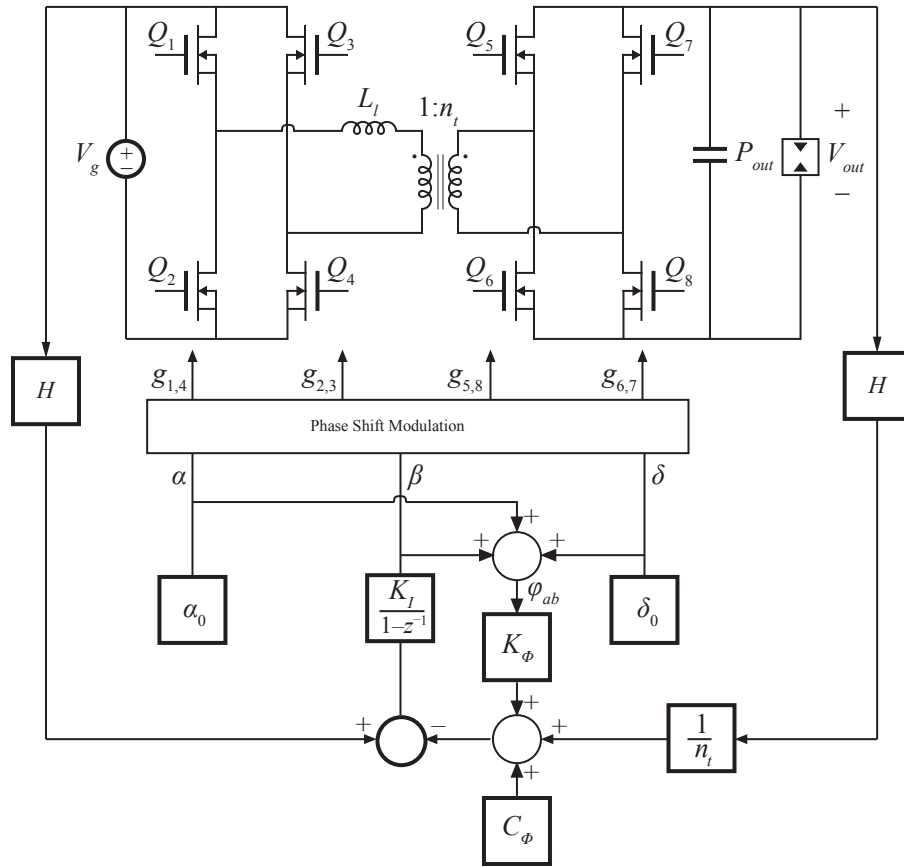 Q1 Q3 Q5 Q7
Ll 1:nt
Vg + − Pout + Vout −
Q2 Q4 Q6 Q8
H g1,4 g2,3 g5,8 g6,7 H
Phase Shift Modulation
α β δ
+
+ +
α0 KI φab δ0
1−z−1
KΦ
+
+ − + 1
nt
+
CΦ